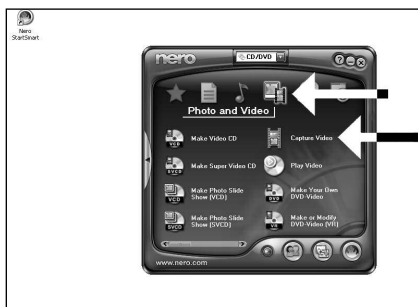 Nero
StartSmart
nero
CD/DVD
Photo and Video
Make Video CD
Capture Video
Make Super Video CD
Play Video
Make Photo Slide
Show (VCD)
Make Your Own
DVD-Video
Make Photo Slide
Show (SVCD)
Make or Modify
DVD-Video (VR)
www.nero.com